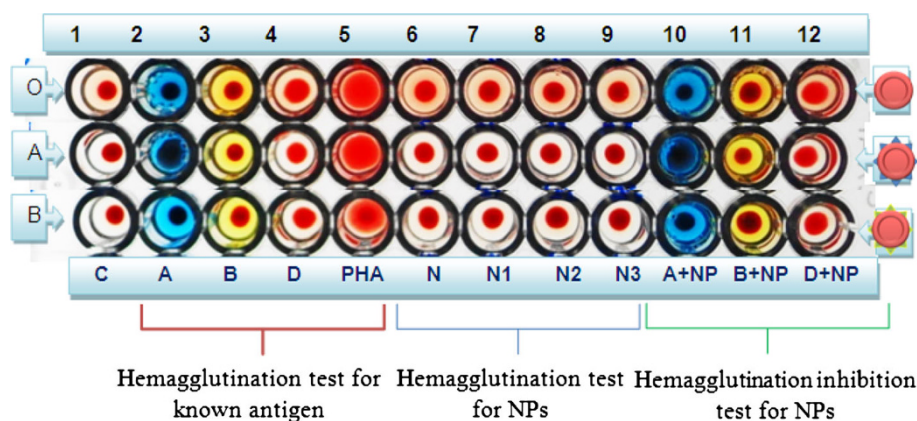 1 2 3 4 5 6 7 8 9 10 11 12
O
A
B
C A B D PHA N N1 N2 N3 A+NP B+NP D+NP
Hemagglutination test for
known antigen
Hemagglutination test
for NPs
Hemagglutination inhibition
test for NPs